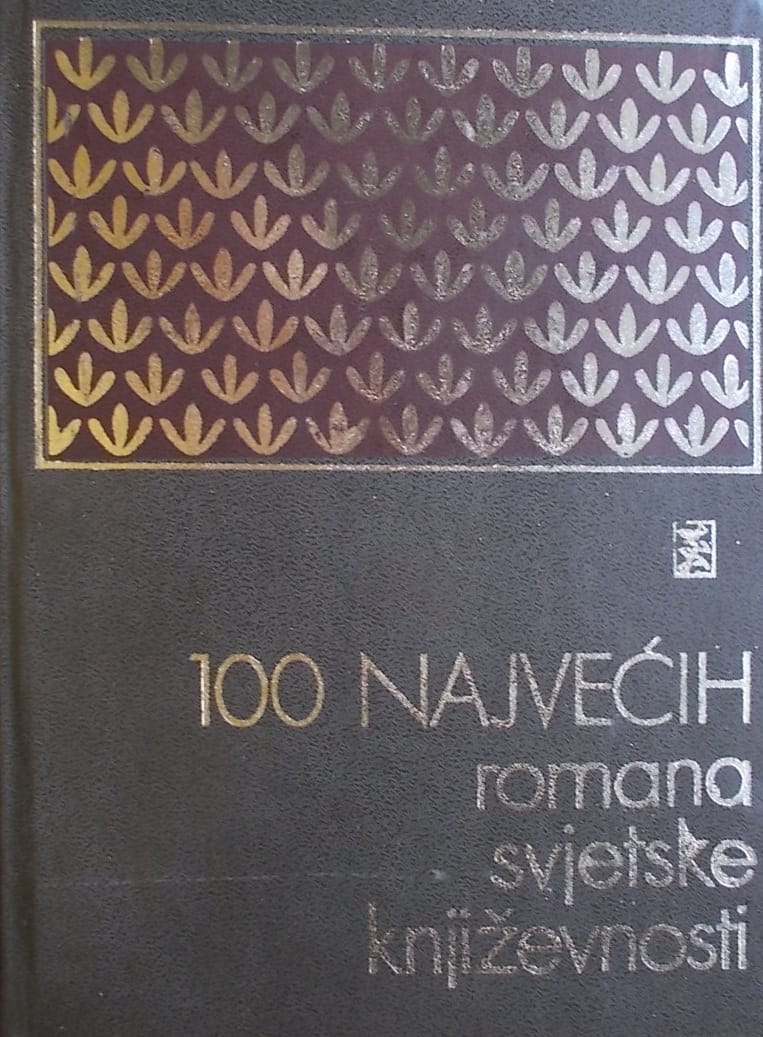 100 NAJVEĆIH
romana
svjetske
književnosti